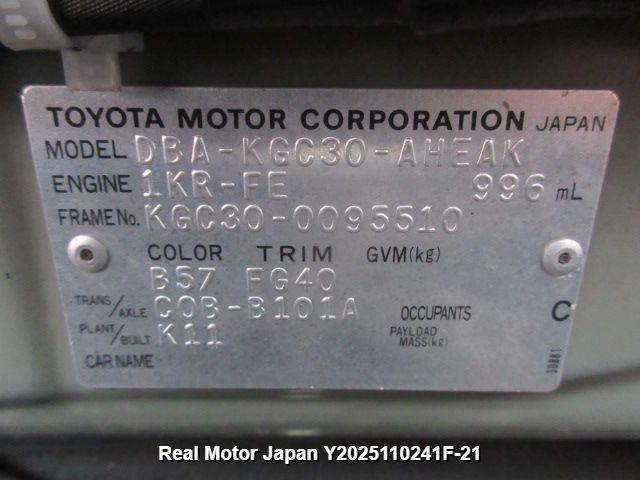 TOYOTA MOTOR CORPORATION JAPAN
MODEL DBA-KGC30-AHEAK
ENGINE 1KR-FE 996 mL
FRAME No. KGC30-0095510
COLOR TRIM GVM(kg)
B57 FG40
TRANS/AXLE C0B-B101A OCCUPANTS C
PLANT/BUILT K11 PAYLOAD MASS(kg)
CAR NAME
30881
Real Motor Japan Y2025110241F-21